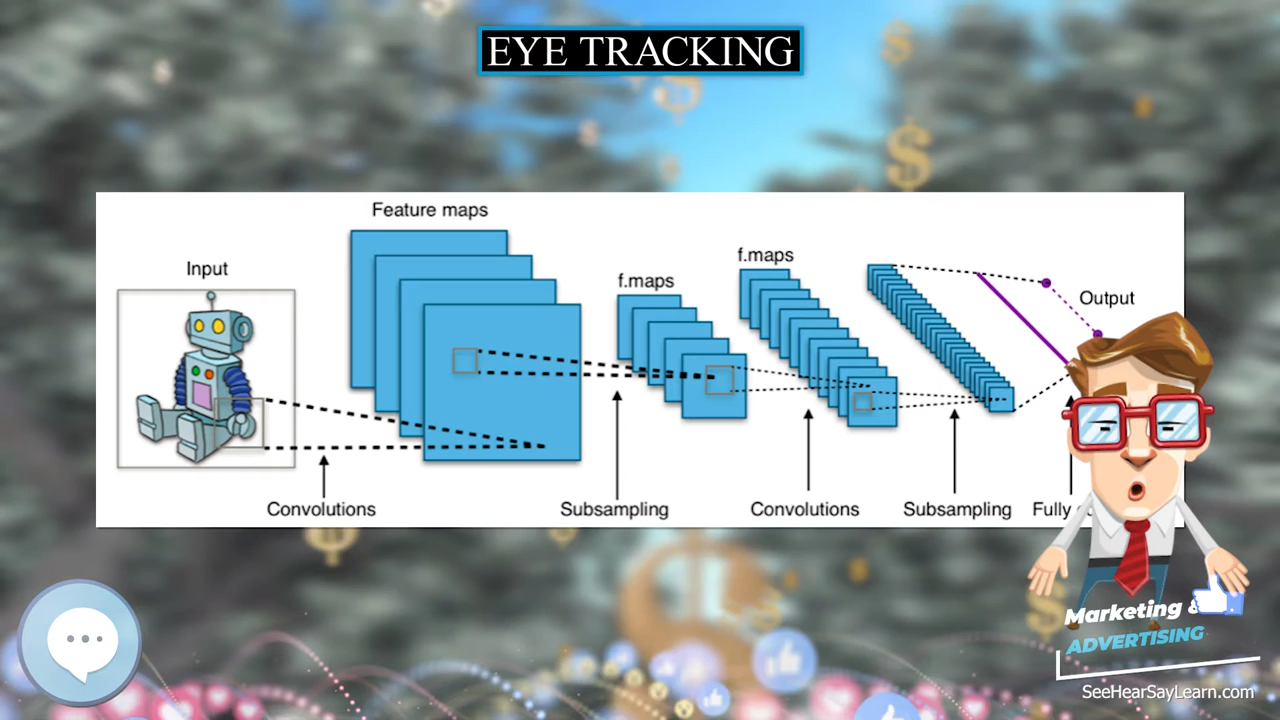 EYE TRACKING
Feature maps
Input
f.maps
f.maps
Output
Convolutions
Subsampling
Convolutions
Subsampling
Fully
Marketing &
ADVERTISING
SeeHearSayLearn.com